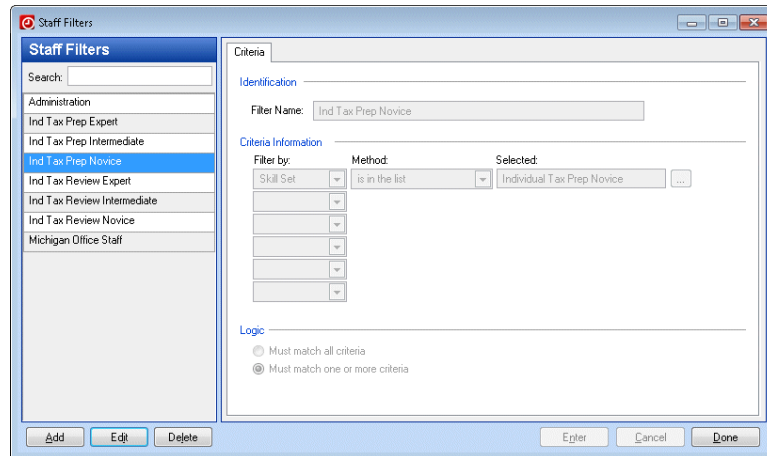 Staff Filters
Staff Filters
Search:
Administration
Ind Tax Prep Expert
Ind Tax Prep Intermediate
Ind Tax Prep Novice
Ind Tax Review Expert
Ind Tax Review Intermediate
Ind Tax Review Novice
Michigan Office Staff
Criteria
Identification
Filter Name: Ind Tax Prep Novice
Criteria Information
Filter by: Method: Selected:
Skill Set is in the list Individual Tax Prep Novice ...
Logic
Must match all criteria
Must match one or more criteria
Add Edit Delete Enter Cancel Done